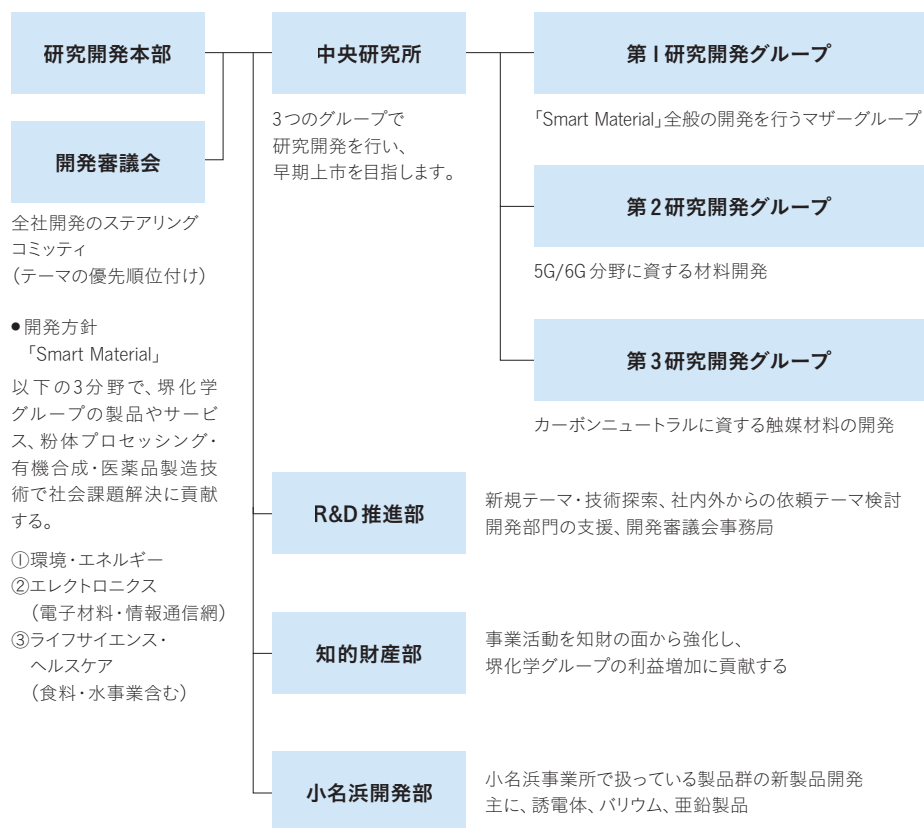 研究開発本部
開発審議会
全社開発のステアリング
コミッティ
(テーマの優先順位付け)
●開発方針
「Smart Material」
以下の3分野で、堺化学
グループの製品やサービ
ス、粉体プロセッシング・
有機合成・医薬品製造技
術で社会課題解決に貢献
する。
①環境・エネルギー
②エレクトロニクス
(電子材料・情報通信網)
③ライフサイエンス・
ヘルスケア
(食料・水事業含む)
中央研究所
3つのグループで
研究開発を行い、
早期上市を目指します。
第1研究開発グループ
「Smart Material」全般の開発を行うマザーグループ
第2研究開発グループ
5G/6G分野に資する材料開発
第3研究開発グループ
カーボンニュートラルに資する触媒材料の開発
R&D推進部
新規テーマ・技術探索、社内外からの依頼テーマ検討
開発部門の支援、開発審議会事務局
知的財産部
事業活動を知財の面から強化し、
堺化学グループの利益増加に貢献する
小名浜開発部
小名浜事業所で扱っている製品群の新製品開発
主に、誘電体、バリウム、亜鉛製品